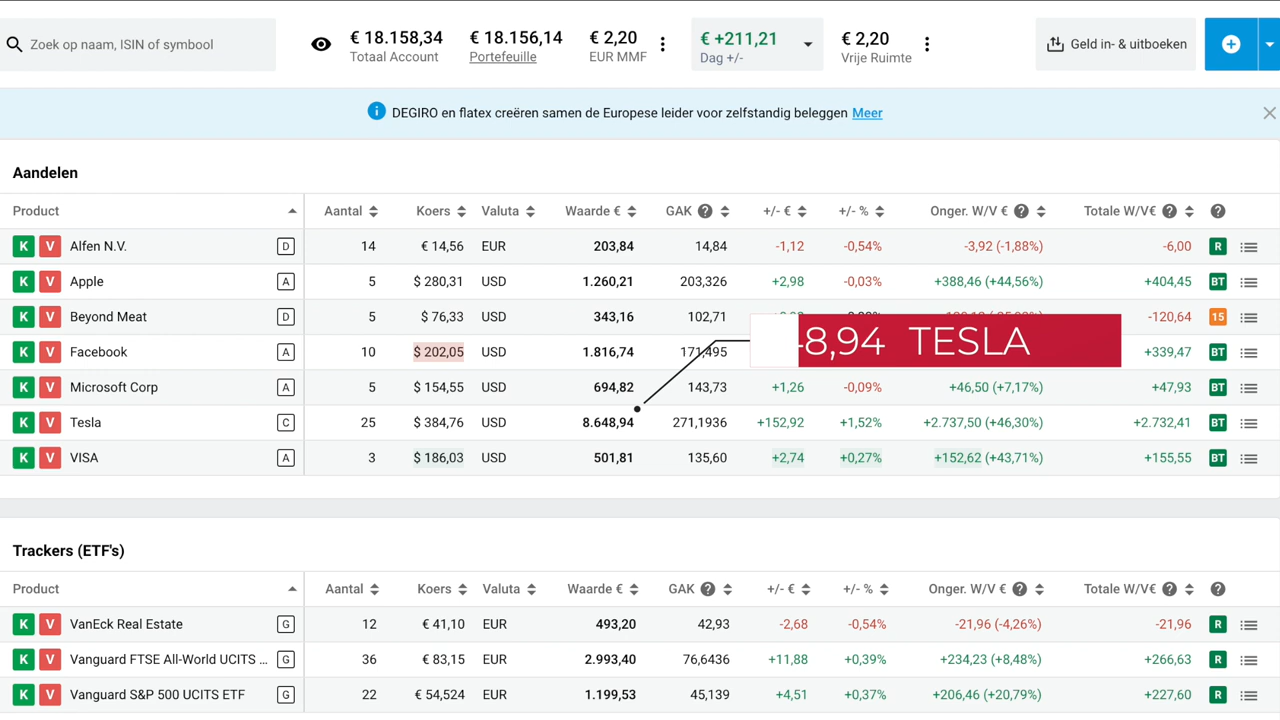 Zoek op naam, ISIN of symbool
€ 18.158,34
Totaal Account
€ 18.156,14
Portefeuille
€ 2,20
EUR MMF
€ +211,21
Dag +/-
€ 2,20
Vrije Ruimte
Geld in- & uitboeken
DEGIRO en flatex creëren samen de Europese leider voor zelfstandig beleggen Meer
Aandelen
Product Aantal Koers Valuta Waarde € GAK +/- € +/- % Onger. W/V € Totale W/V€
K V Alfen N.V. D 14 € 14,56 EUR 203,84 14,84 -1,12 -0,54% -3,92 (-1,88%) -6,00 R
K V Apple A 5 $ 280,31 USD 1.260,21 203,326 +2,98 -0,03% +388,46 (+44,56%) +404,45 BT
K V Beyond Meat D 5 $ 76,33 USD 343,16 102,71 -120,64 15
K V Facebook A 10 $ 202,05 USD 1.816,74 171,495 +339,47 BT
8,94 TESLA
K V Microsoft Corp A 5 $ 154,55 USD 694,82 143,73 +1,26 -0,09% +46,50 (+7,17%) +47,93 BT
K V Tesla C 25 $ 384,76 USD 8.648,94 271,1936 +152,92 +1,52% +2.737,50 (+46,30%) +2.732,41 BT
K V VISA A 3 $ 186,03 USD 501,81 135,60 +2,74 +0,27% +152,62 (+43,71%) +155,55 BT
Trackers (ETF's)
Product Aantal Koers Valuta Waarde € GAK +/- € +/- % Onger. W/V € Totale W/V€
K V VanEck Real Estate G 12 € 41,10 EUR 493,20 42,93 -2,68 -0,54% -21,96 (-4,26%) -21,96 R
K V Vanguard FTSE All-World UCITS ... G 36 € 83,15 EUR 2.993,40 76,6436 +11,88 +0,39% +234,23 (+8,48%) +266,63 R
K V Vanguard S&P 500 UCITS ETF G 22 € 54,524 EUR 1.199,53 45,139 +4,51 +0,37% +206,46 (+20,79%) +227,60 R